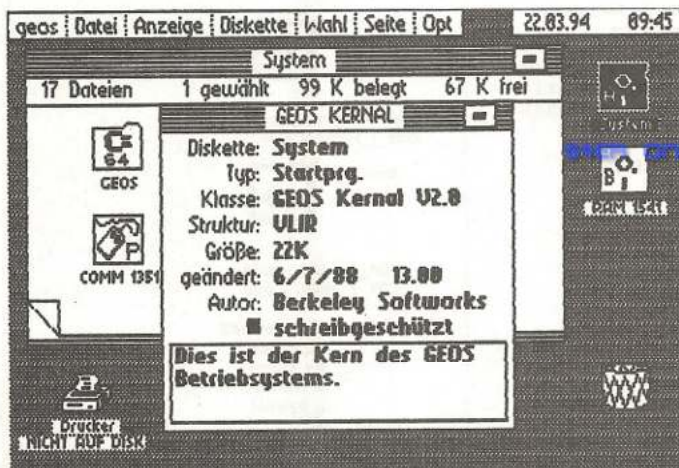 geos Datei Anzeige Diskette Wahl Seite Opt 22.03.94 09:45
System
17 Dateien 1 gewählt 99 K belegt 67 K frei
GEOS KERNAL
Diskette: System
Typ: Startprg.
Klasse: GEOS Kernal V2.0
Struktur: VLIR
Größe: 22K
geändert: 6/7/88 13.00
Autor: Berkeley Softworks
schreibgeschützt
Dies ist der Kern des GEOS
Betriebsystems.
64
GEOS
P
COMM 1351
Drucker
NICHT AUF DISK
System
B
RAM 1541